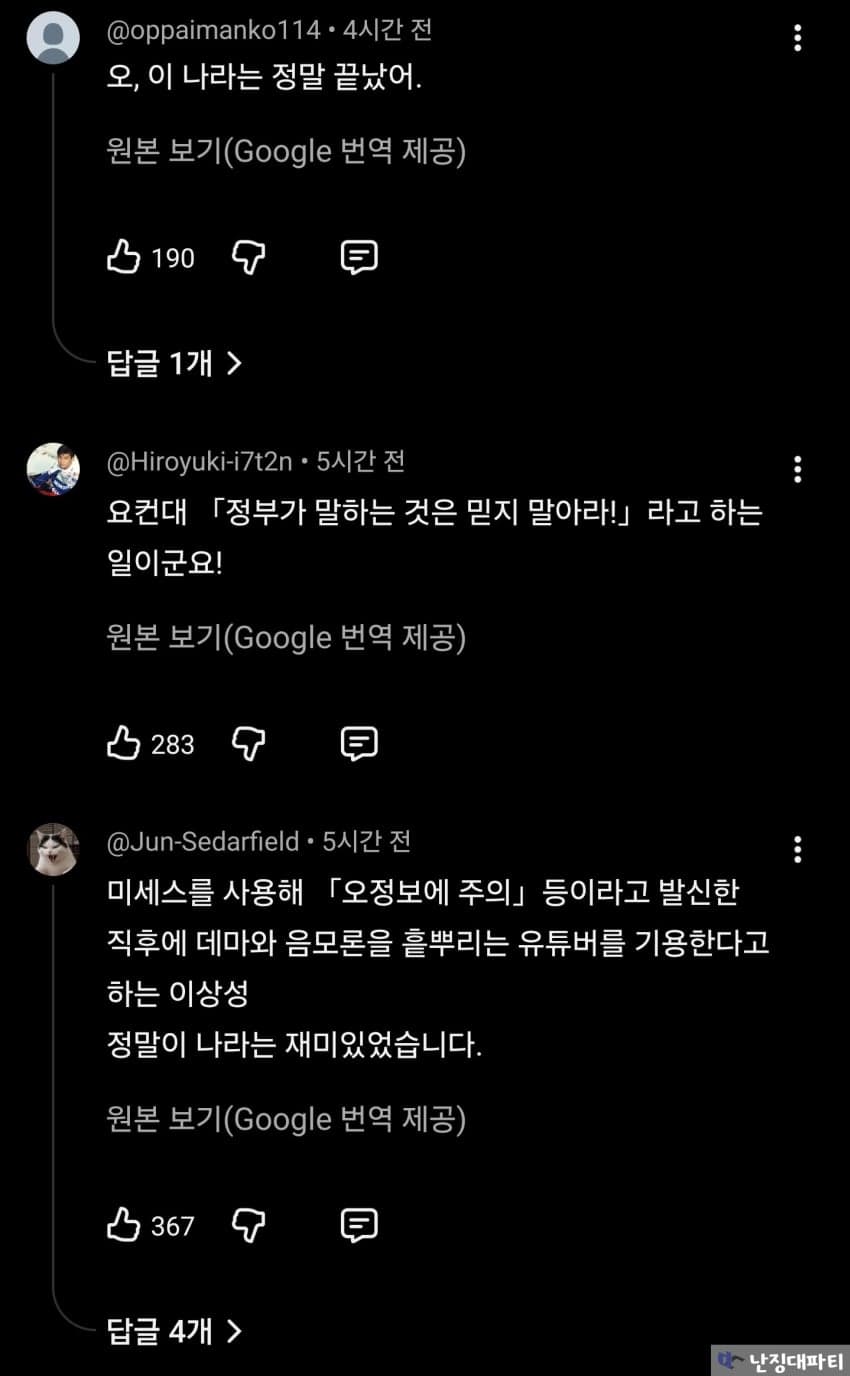 @oppaimanko114 • 4시간 전
오, 이 나라는 정말 끝났어.
원본 보기(Google 번역 제공)
190
답글 1개
@Hiroyuki-i7t2n • 5시간 전
요컨대 「정부가 말하는 것은 믿지 말아라!」라고 하는
일이군요!
원본 보기(Google 번역 제공)
283
@Jun-Sedarfield • 5시간 전
미세스를 사용해 「오정보에 주의」등이라고 발신한
직후에 데마와 음모론을 흩뿌리는 유튜버를 기용한다고
하는 이상성
정말이 나라는 재미있었습니다.
원본 보기(Google 번역 제공)
367
답글 4개
난징대파티